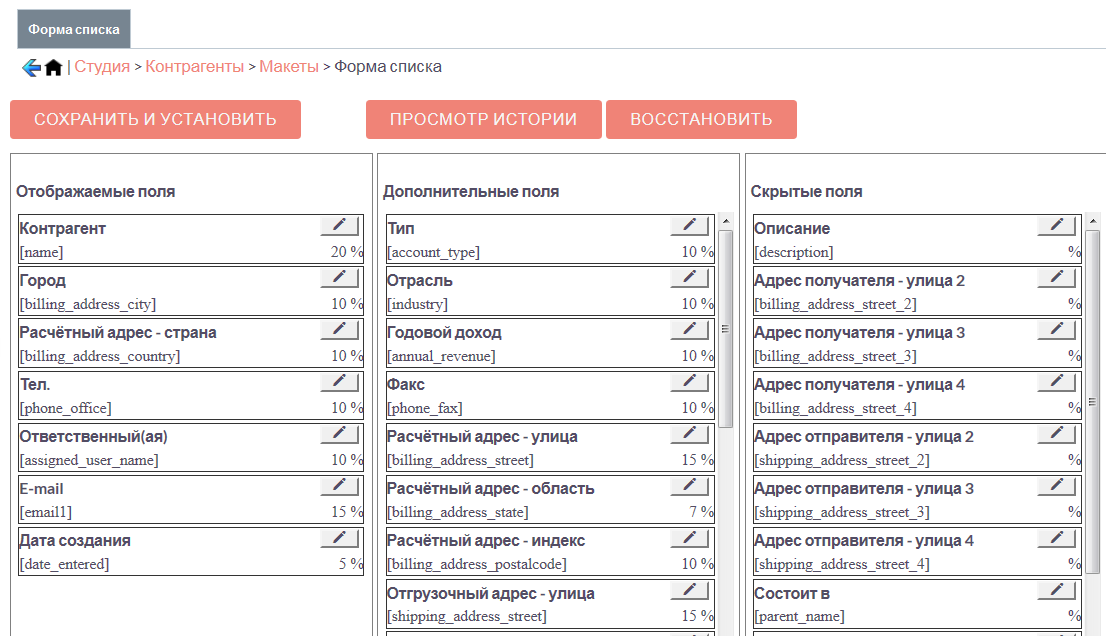 Форма списка
| Студия > Контрагенты > Макеты > Форма списка
СОХРАНИТЬ И УСТАНОВИТЬ
ПРОСМОТР ИСТОРИИ
ВОССТАНОВИТЬ
Отображаемые поля
Контрагент
[name] 20 %
Город
[billing_address_city] 10 %
Расчётный адрес - страна
[billing_address_country] 10 %
Тел.
[phone_office] 10 %
Ответственный(ая)
[assigned_user_name] 10 %
E-mail
[email1] 15 %
Дата создания
[date_entered] 5 %
Дополнительные поля
Тип
[account_type] 10 %
Отрасль
[industry] 10 %
Годовой доход
[annual_revenue] 10 %
Факс
[phone_fax] 10 %
Расчётный адрес - улица
[billing_address_street] 15 %
Расчётный адрес - область
[billing_address_state] 7 %
Расчётный адрес - индекс
[billing_address_postalcode] 10 %
Отгрузочный адрес - улица
[shipping_address_street] 15 %
Скрытые поля
Описание
[description] %
Адрес получателя - улица 2
[billing_address_street_2] %
Адрес получателя - улица 3
[billing_address_street_3] %
Адрес получателя - улица 4
[billing_address_street_4] %
Адрес отправителя - улица 2
[shipping_address_street_2] %
Адрес отправителя - улица 3
[shipping_address_street_3] %
Адрес отправителя - улица 4
[shipping_address_street_4] %
Состоит в
[parent_name] %